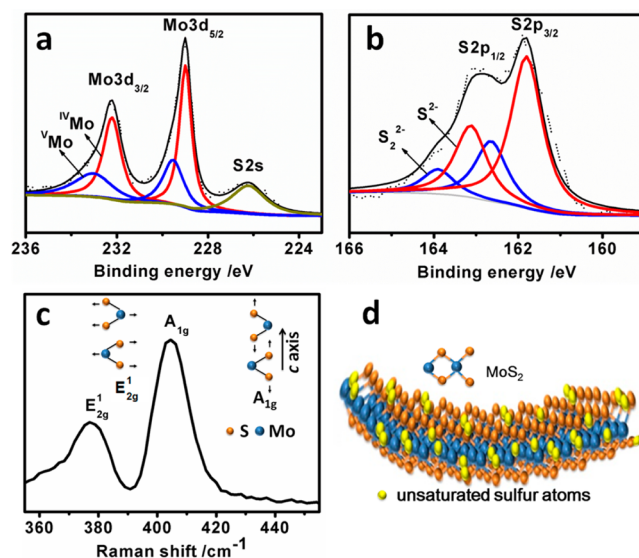 a
Mo3d5/2
Mo3d3/2
IVMo
VMo
S2s
236 232 228 224
Binding energy /eV
b
S2p3/2
S2p1/2
S2-
S22-
166 164 162 160
Binding energy /eV
c
A1g
E12g
c axis
E12g
A1g
S Mo
360 380 400 420 440
Raman shift /cm-1
d
MoS2
unsaturated sulfur atoms